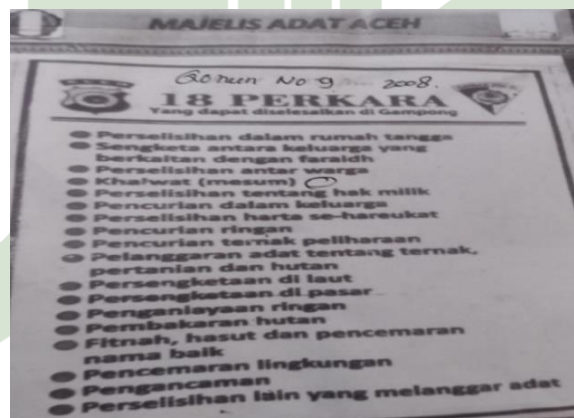 MAJELIS ADAT ACEH
Qonun No 9 2008.
18 PERKARA
Yang dapat diselesaikan di Gampong
Perselisihan dalam rumah tangga
Sengketa antara keluarga yang
berkaitan dengan faraidh
Perselisihan antar warga
Khalwat (mesum)
Perselisihan tentang hak milik
Pencurian dalam keluarga
Perselisihan harta se-hareukat
Pencurian ringan
Pencurian ternak peliharaan
Pelanggaran adat tentang ternak,
pertanian dan hutan
Persengketaan di laut
Persengketaan di pasar
Penganiayaan ringan
Pembakaran hutan
Fitnah, hasut dan pencemaran
nama baik
Pencemaran lingkungan
Pengancaman
Perselisihan lain yang melanggar adat